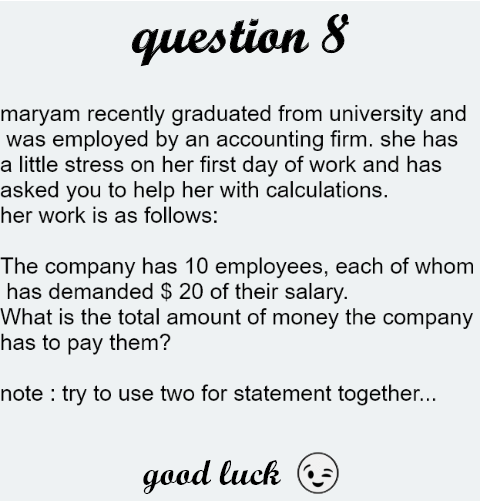 question 8
maryam recently graduated from university and
was employed by an accounting firm. she has
a little stress on her first day of work and has
asked you to help her with calculations.
her work is as follows:
The company has 10 employees, each of whom
has demanded $ 20 of their salary.
What is the total amount of money the company
has to pay them?
note : try to use two for statement together...
good luck